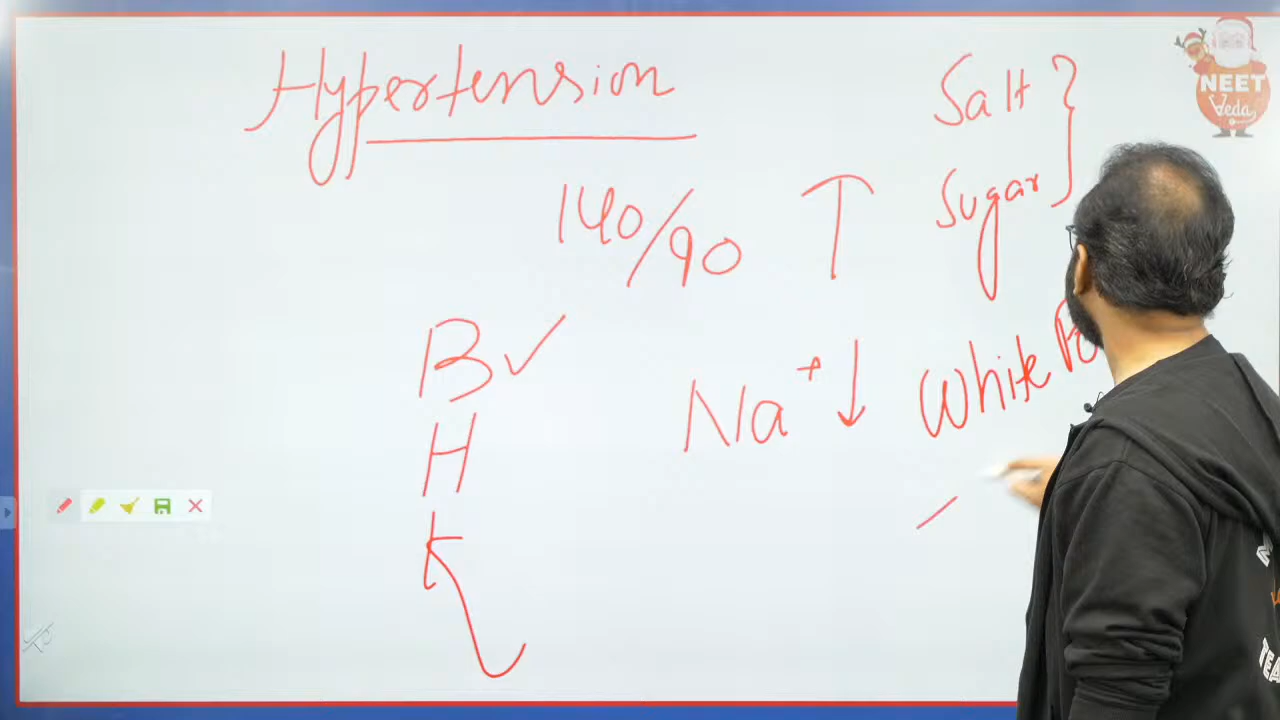 Hypertension
Salt
Sugar
140/90 ↑
B ✓
H
K
Na⁺ ↓
White
NEET
Veda